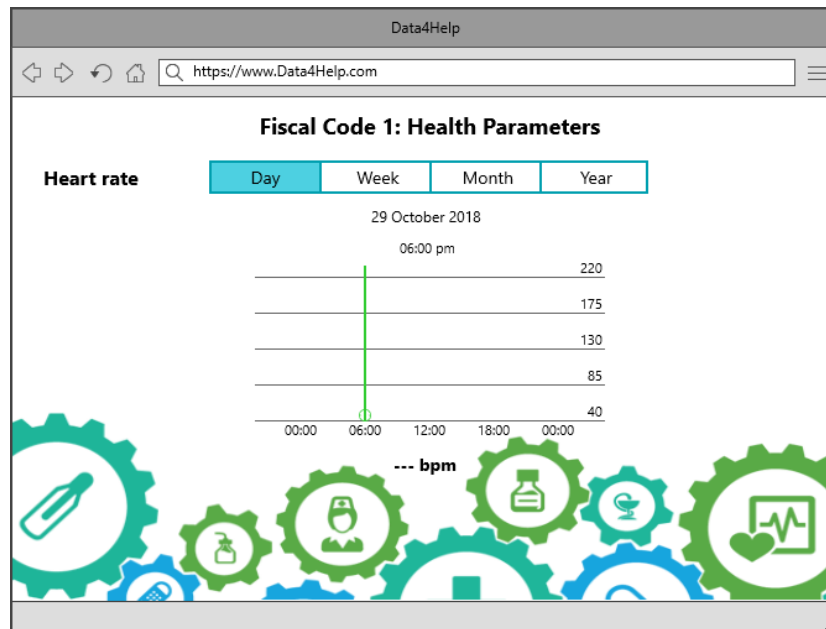 Data4Help
https://www.Data4Help.com
Fiscal Code 1: Health Parameters
Heart rate
Day Week Month Year
29 October 2018
06:00 pm
220
175
130
85
40
00:00 06:00 12:00 18:00 00:00
--- bpm